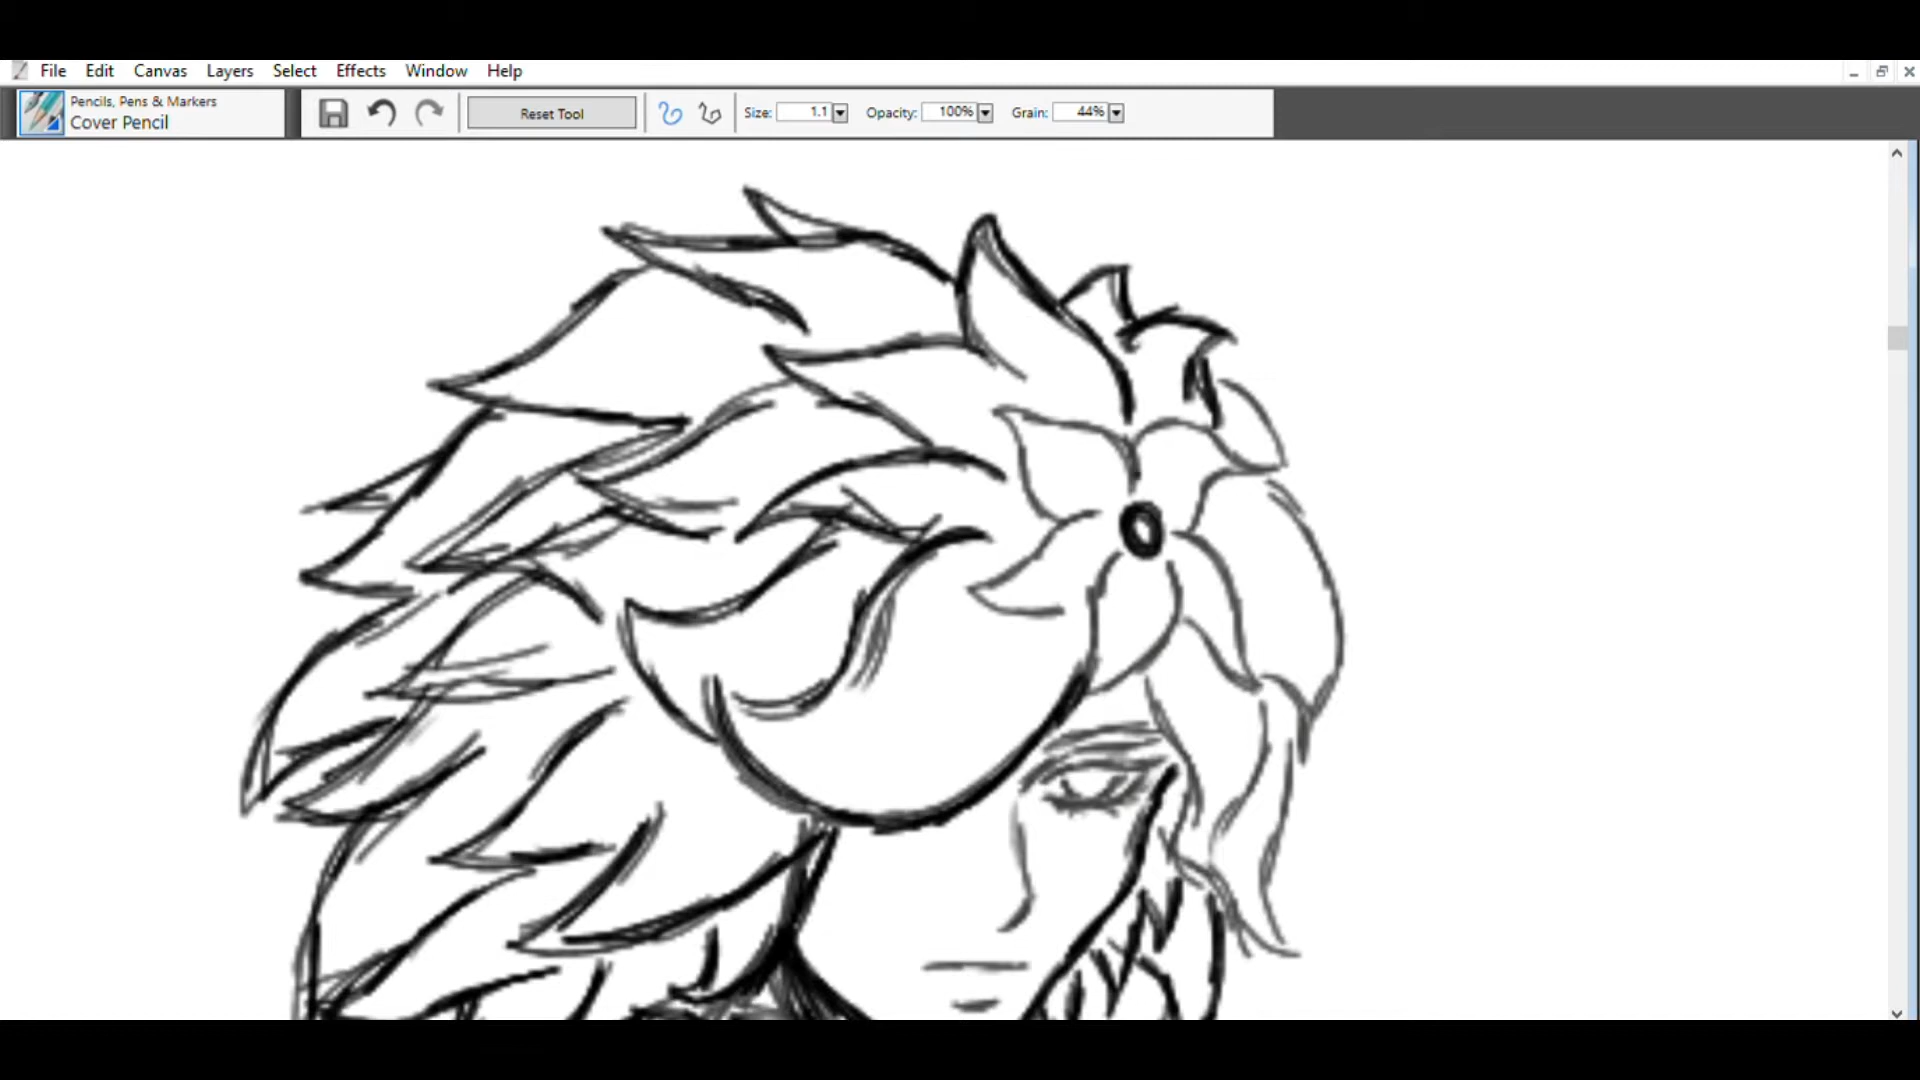 File Edit Canvas Layers Select Effects Window Help
Pencils, Pens & Markers
Cover Pencil
Reset Tool Size: 1.1 Opacity: 100% Grain: 44%